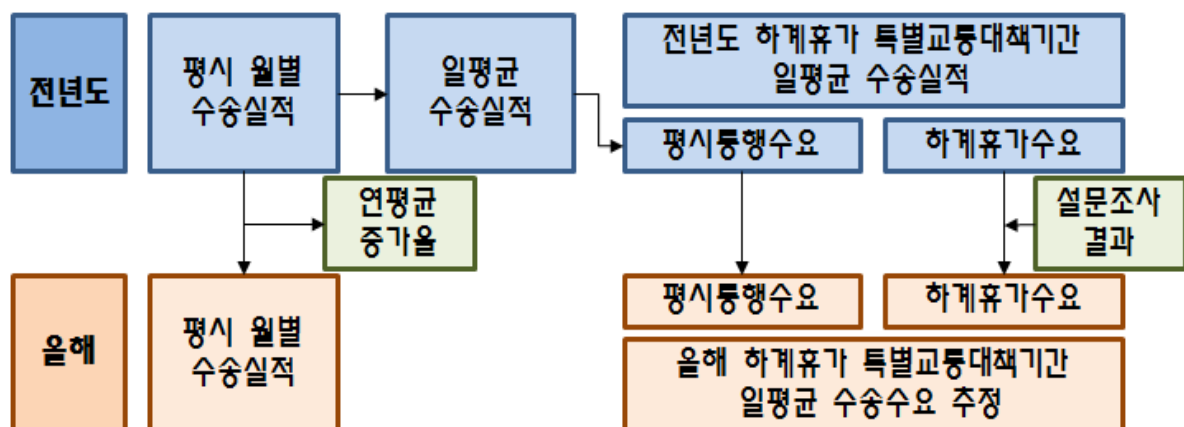 전년도
평시 월별
수송실적
일평균
수송실적
전년도 하계휴가 특별교통대책기간
일평균 수송실적
평시통행수요
하계휴가수요
연평균
증가율
설문조사
결과
올해
평시 월별
수송실적
평시통행수요
하계휴가수요
올해 하계휴가 특별교통대책기간
일평균 수송수요 추정